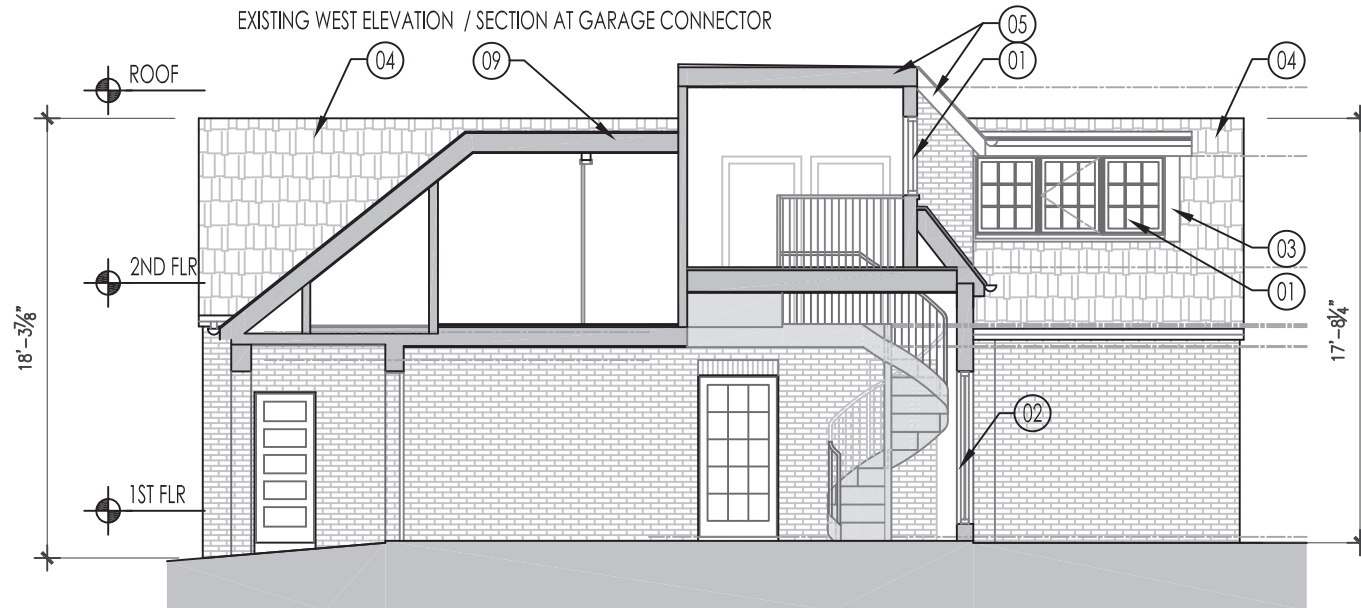 EXISTING WEST ELEVATION / SECTION AT GARAGE CONNECTOR
05
04
09
01
04
ROOF
2ND FLR
03
01
18'-3⅞"
17'-8¼"
02
1ST FLR